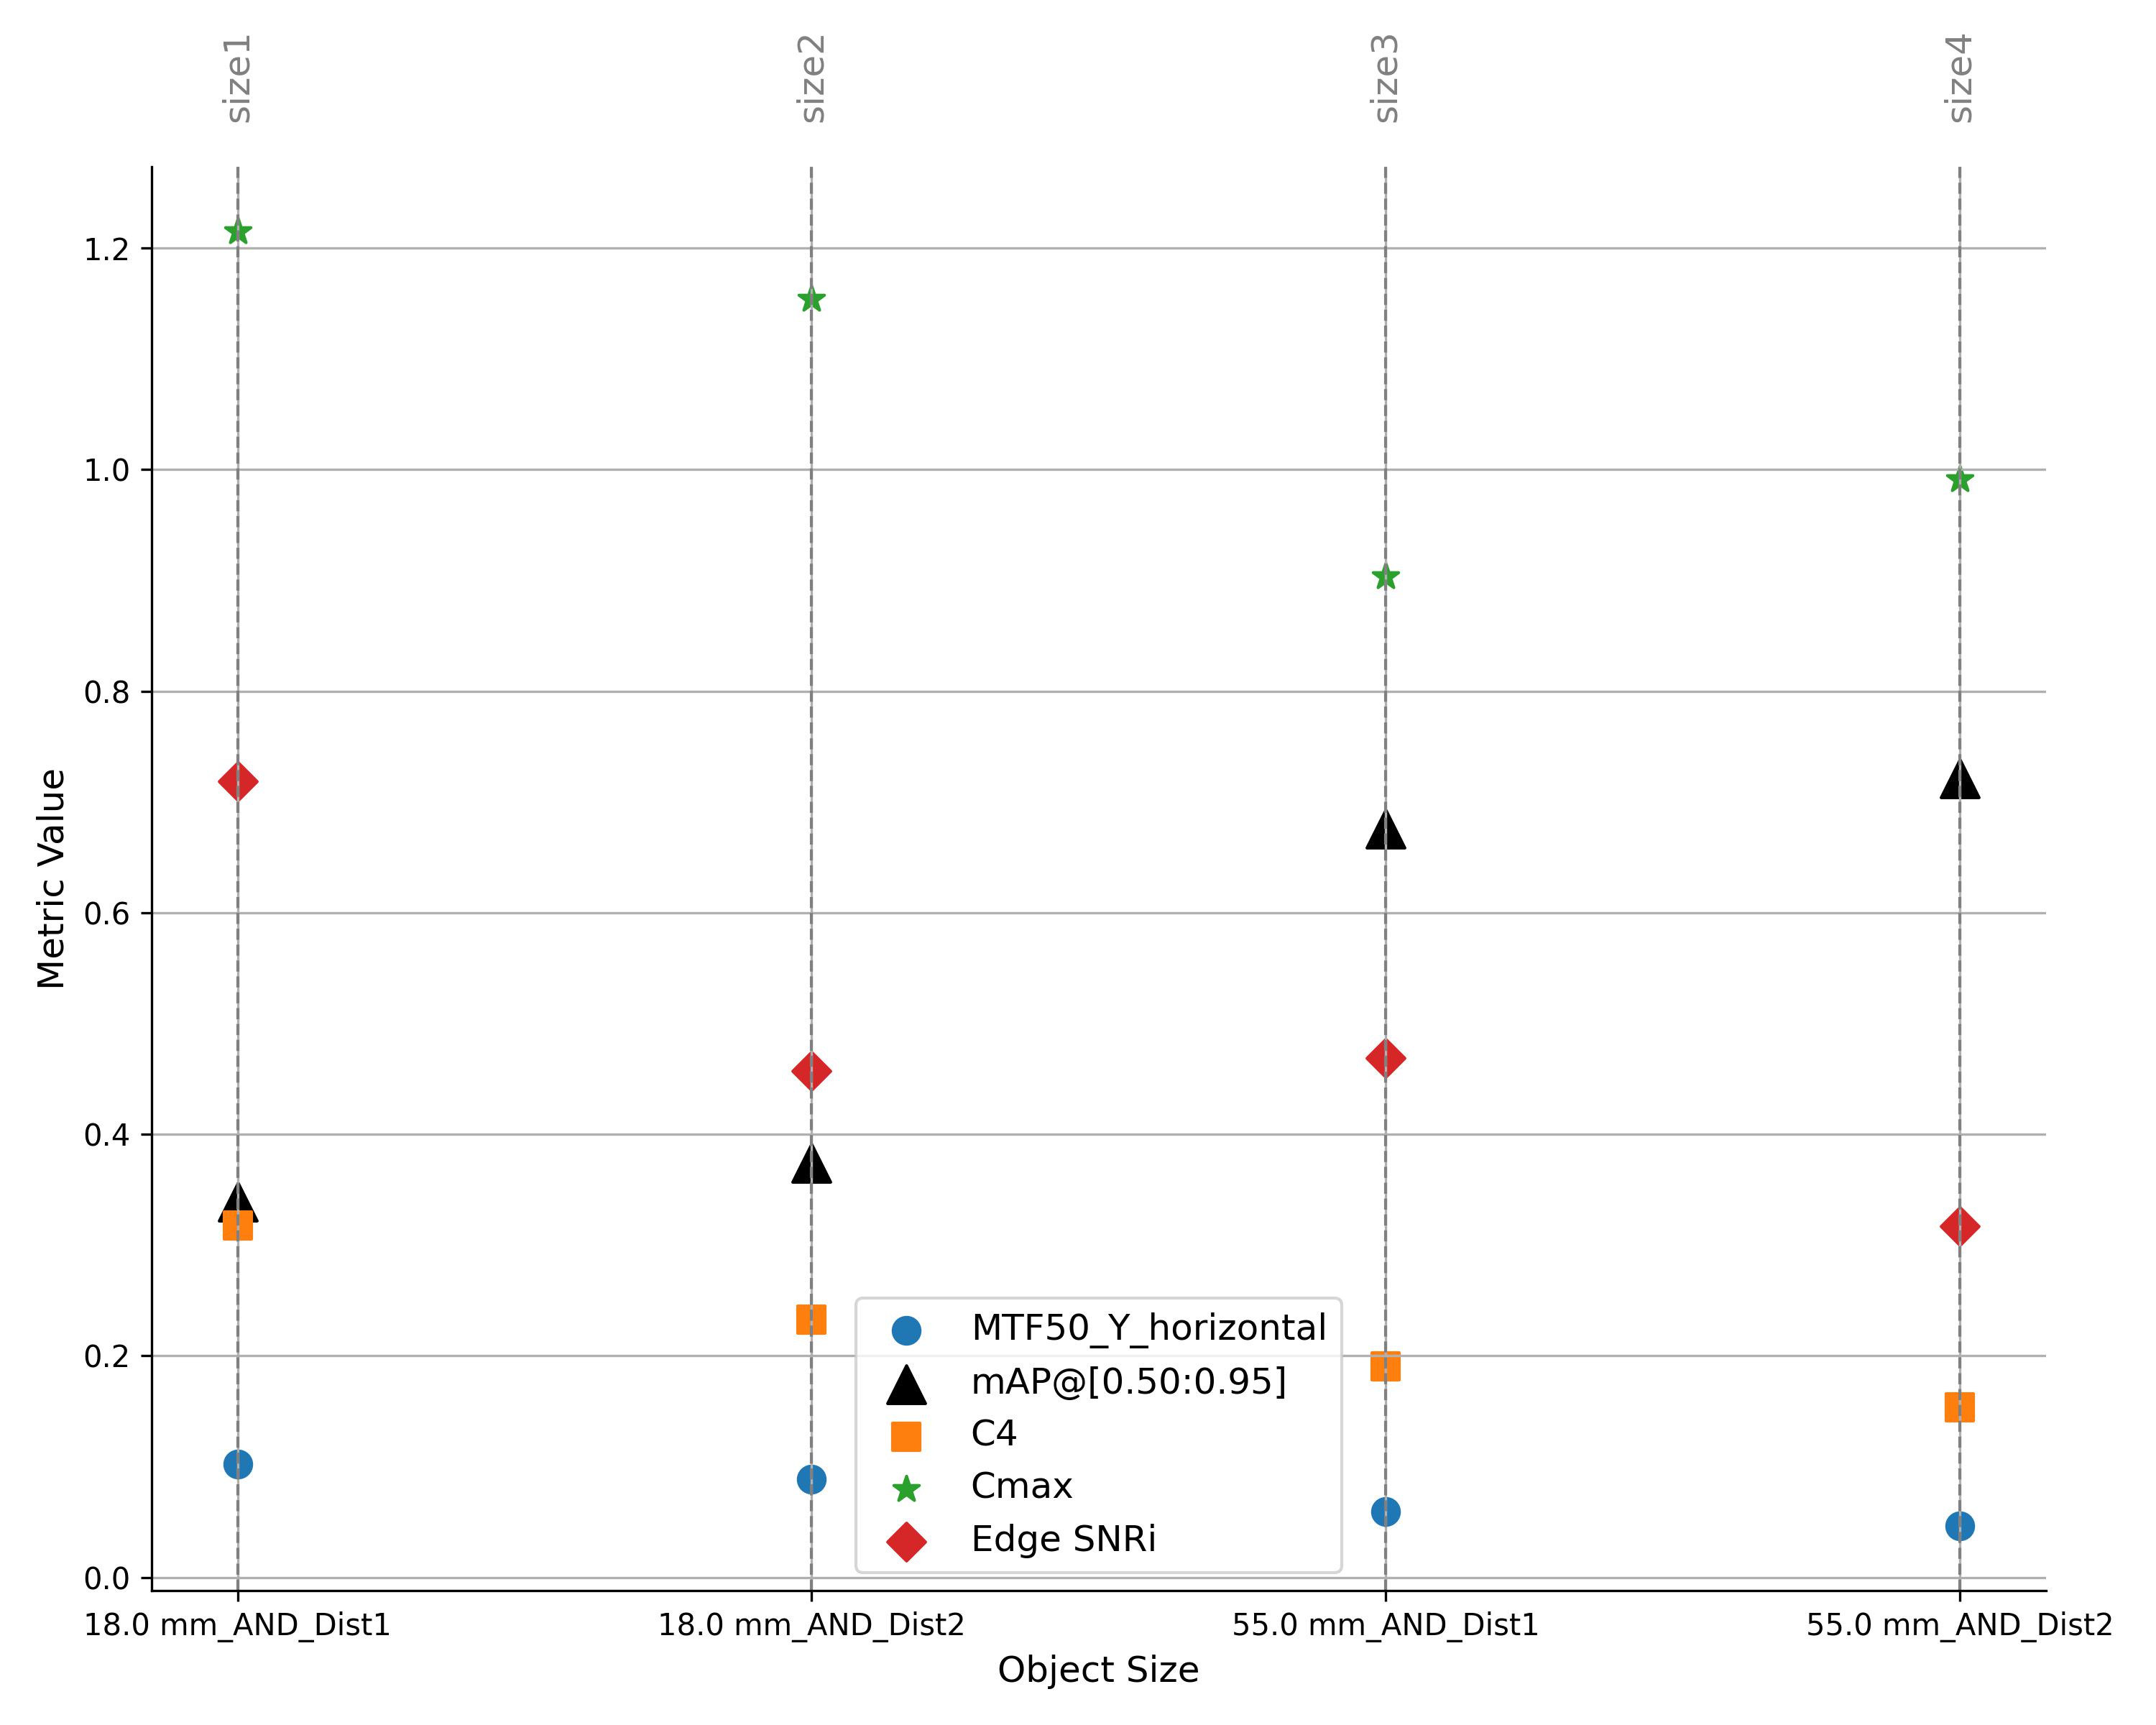 size1
size2
size3
size4
1.2
1.0
0.8
0.6
0.4
0.2
0.0
Metric Value
MTF50_Y_horizontal
mAP@[0.50:0.95]
C4
Cmax
Edge SNRi
18.0 mm_AND_Dist1
18.0 mm_AND_Dist2
55.0 mm_AND_Dist1
55.0 mm_AND_Dist2
Object Size